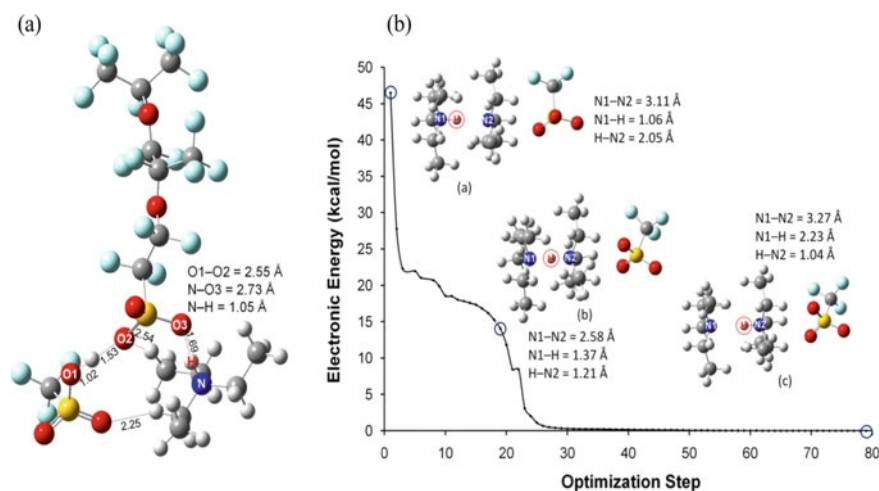 (a)
O1–O2 = 2.55 Å
N–O3 = 2.73 Å
N–H = 1.05 Å
O3
O2
2.54
1.69
1.53
H
O1
1.02
N
2.25
(b)
Electronic Energy (kcal/mol)
50
45
40
35
30
25
20
15
10
5
0
0
10
20
30
40
50
60
70
80
Optimization Step
N1
H
N2
N1–N2 = 3.11 Å
N1–H = 1.06 Å
H–N2 = 2.05 Å
(a)
N1
H
N2
(b)
N1–N2 = 2.58 Å
N1–H = 1.37 Å
H–N2 = 1.21 Å
N1–N2 = 3.27 Å
N1–H = 2.23 Å
H–N2 = 1.04 Å
N1
H
N2
(c)